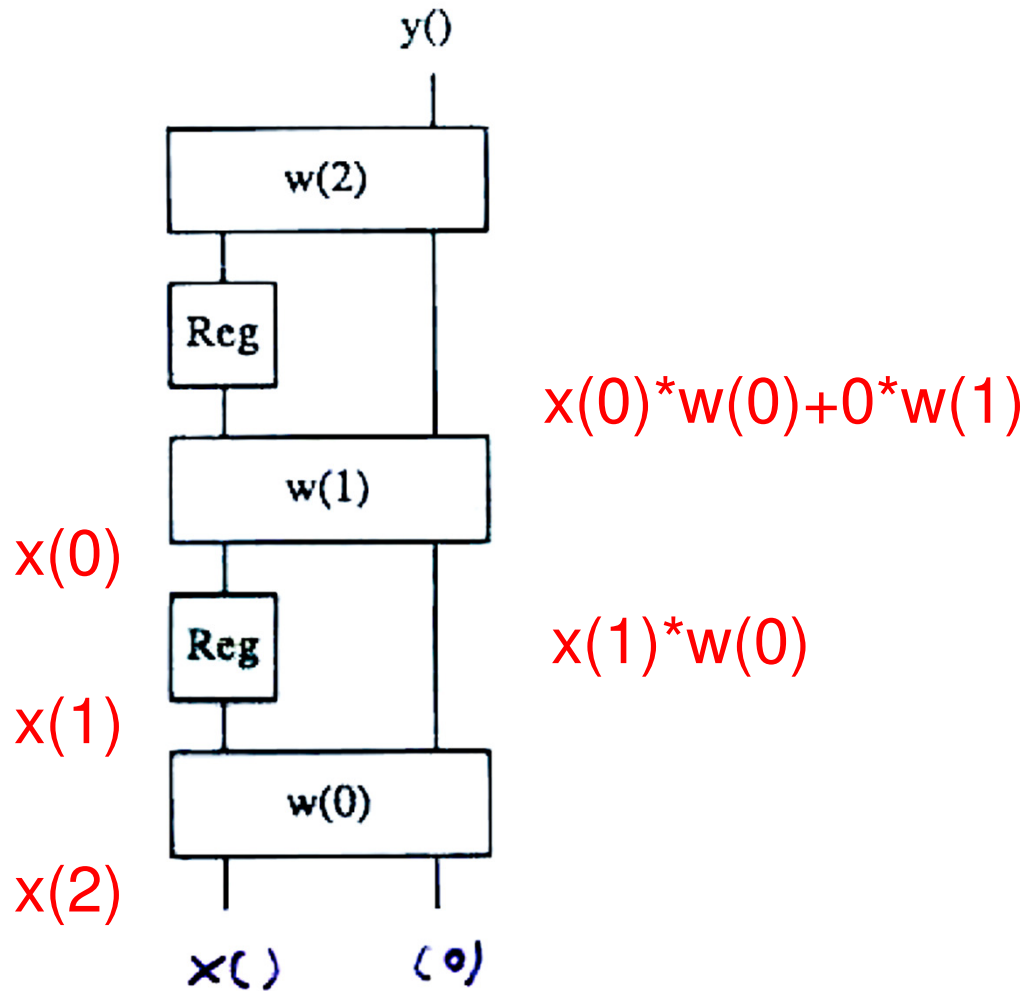 y()
w(2)
Reg
x(0)*w(0)+0*w(1)
w(1)
x(0)
Reg
x(1)*w(0)
x(1)
w(0)
x(2)
x() (0)